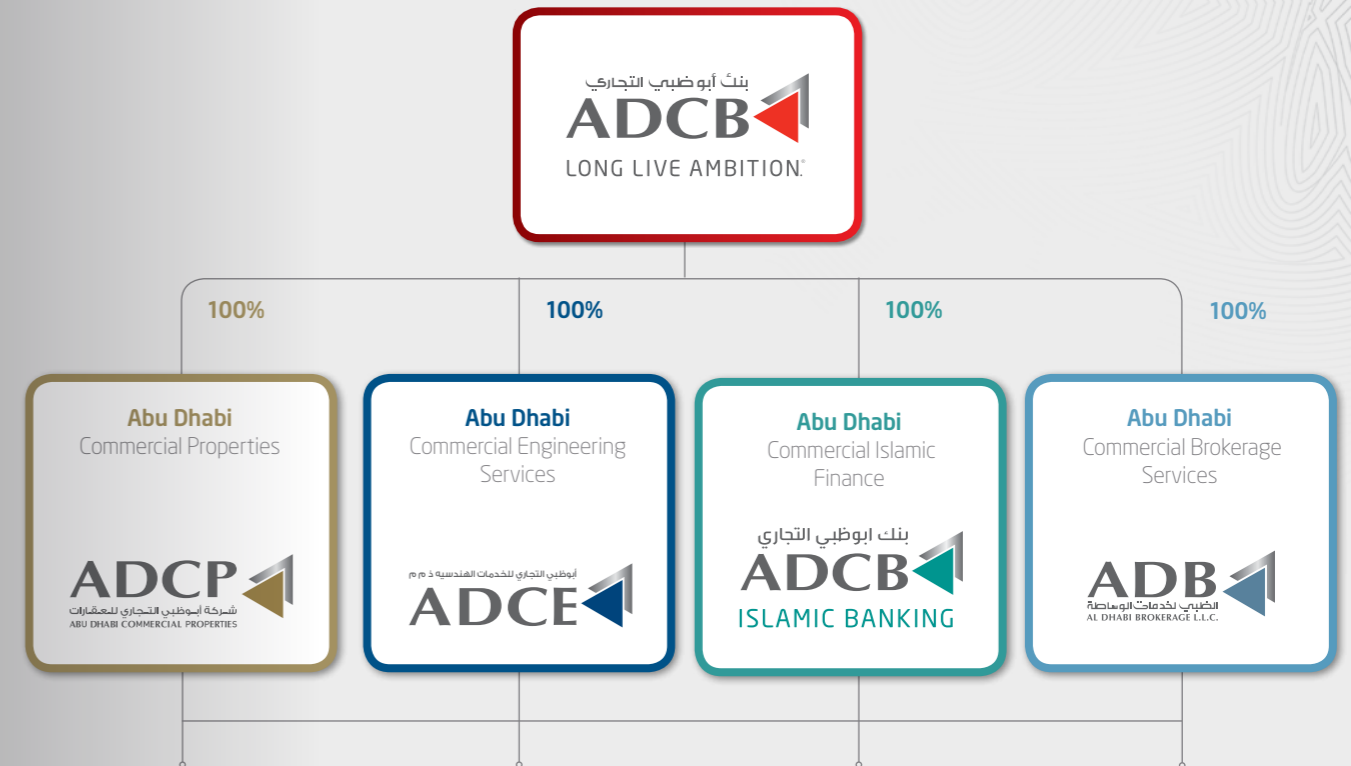 بنك أبوظبي التجاري
ADCB
LONG LIVE AMBITION®
100%
100%
100%
100%
Abu Dhabi
Commercial Properties
ADCP
شركة أبوظبي التجاري للعقارات
ABU DHABI COMMERCIAL PROPERTIES
Abu Dhabi
Commercial Engineering
Services
أبوظبي التجاري للخدمات الهندسيه ذ م م
ADCE
Abu Dhabi
Commercial Islamic
Finance
بنك ابوظبي التجاري
ADCB
ISLAMIC BANKING
Abu Dhabi
Commercial Brokerage
Services
ADB
الظبي لخدمات الوساطة
AL DHABI BROKERAGE L.L.C.